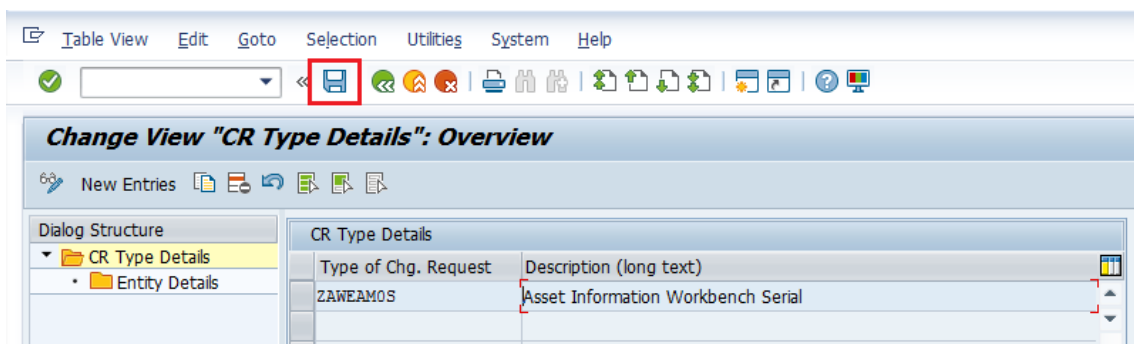 Table View Edit Goto Selection Utilities System Help
Change View "CR Type Details": Overview
New Entries
Dialog Structure
CR Type Details
Entity Details
CR Type Details
Type of Chg. Request Description (long text)
ZAWEAM0S Asset Information Workbench Serial